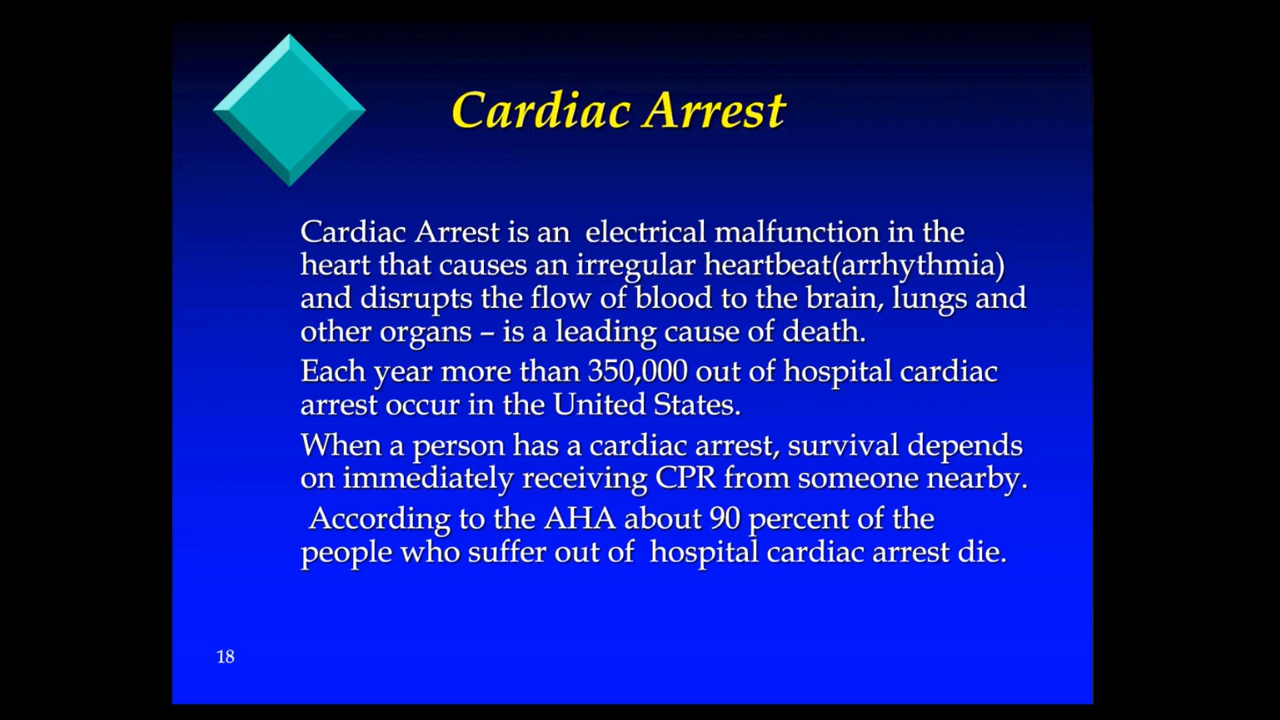 Cardiac Arrest
Cardiac Arrest is an  electrical malfunction in the
heart that causes an irregular heartbeat(arrhythmia)
and disrupts the flow of blood to the brain, lungs and
other organs – is a leading cause of death.
Each year more than 350,000 out of hospital cardiac
arrest occur in the United States.
When a person has a cardiac arrest, survival depends
on immediately receiving CPR from someone nearby.
According to the AHA about 90 percent of the
people who suffer out of  hospital cardiac arrest die.
18